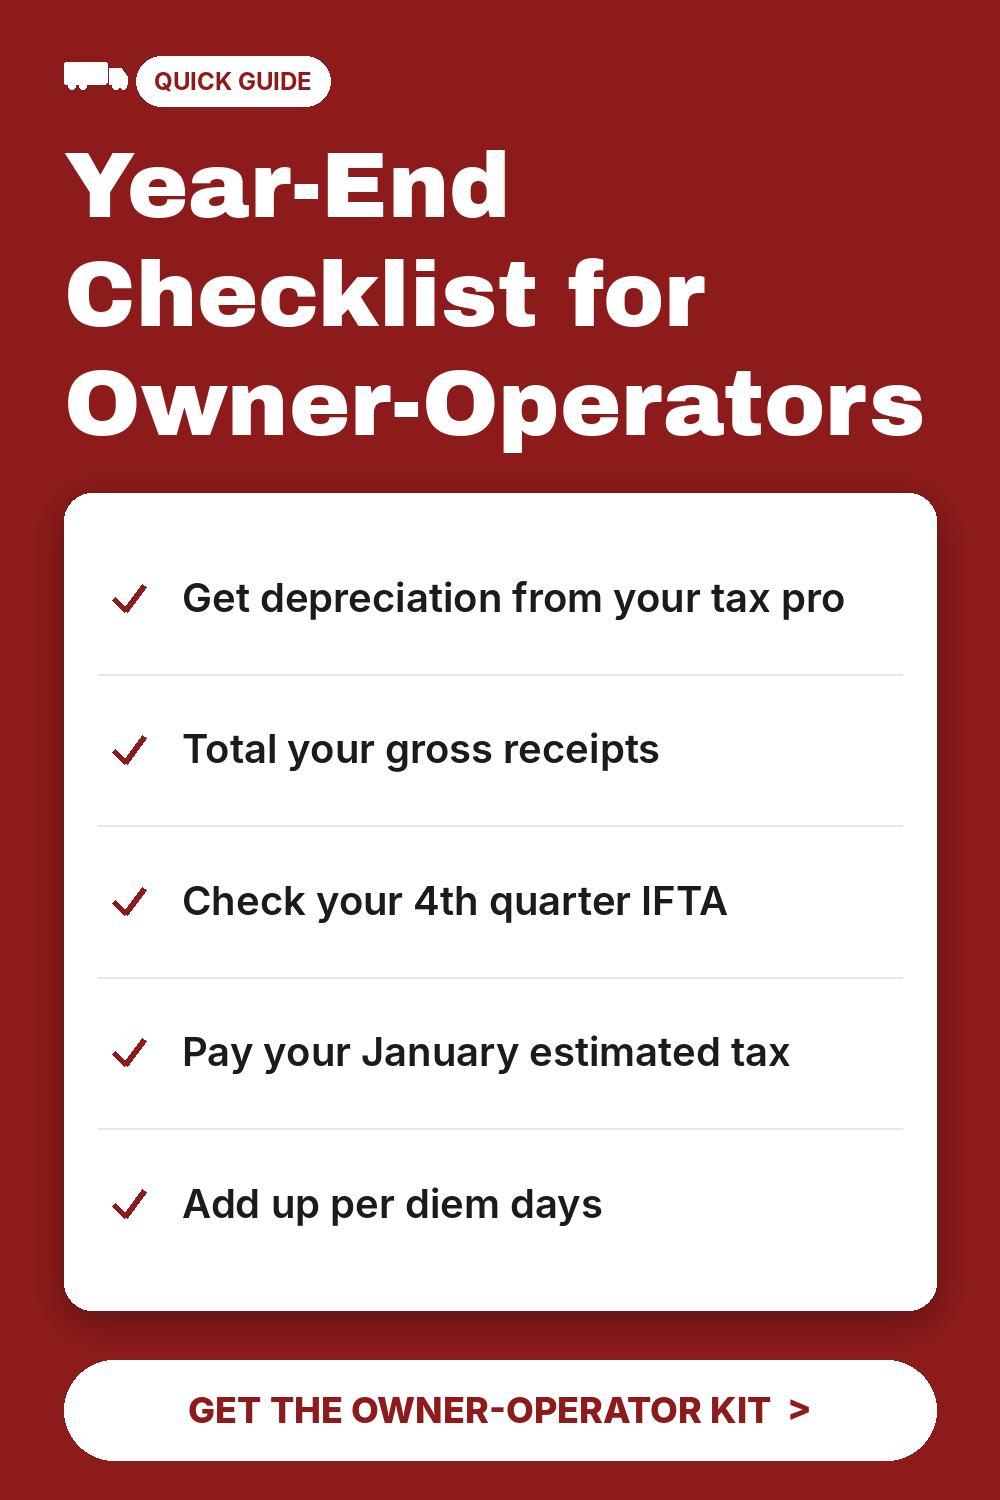 QUICK GUIDE
Year-End
Checklist for
Owner-Operators
Get depreciation from your tax pro
Total your gross receipts
Check your 4th quarter IFTA
Pay your January estimated tax
Add up per diem days
GET THE OWNER-OPERATOR KIT >